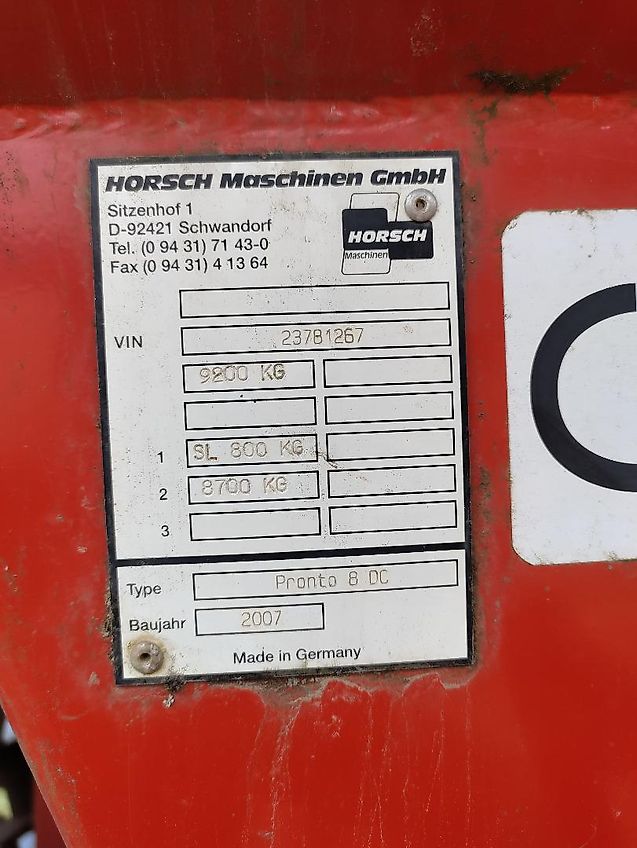 HORSCH Maschinen GmbH
Sitzenhof 1
D-92421 Schwandorf
Tel. (0 94 31) 71 43-0
Fax (0 94 31) 4 13 64
HORSCH
Maschinen
VIN 23781267
9200 KG
1 SL 800 KG
2 8700 KG
3
Type Pronto 8 DC
Baujahr 2007
Made in Germany